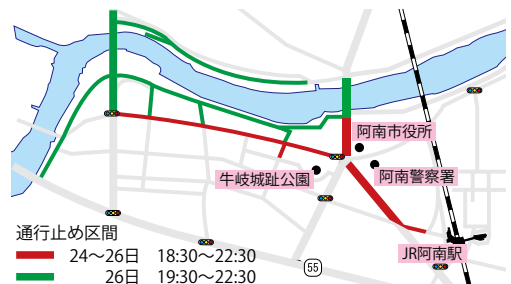 阿南市役所
阿南警察署
牛岐城趾公園
JR阿南駅
通行止め区間
24〜26日 18:30〜22:30
26日 19:30〜22:30
55